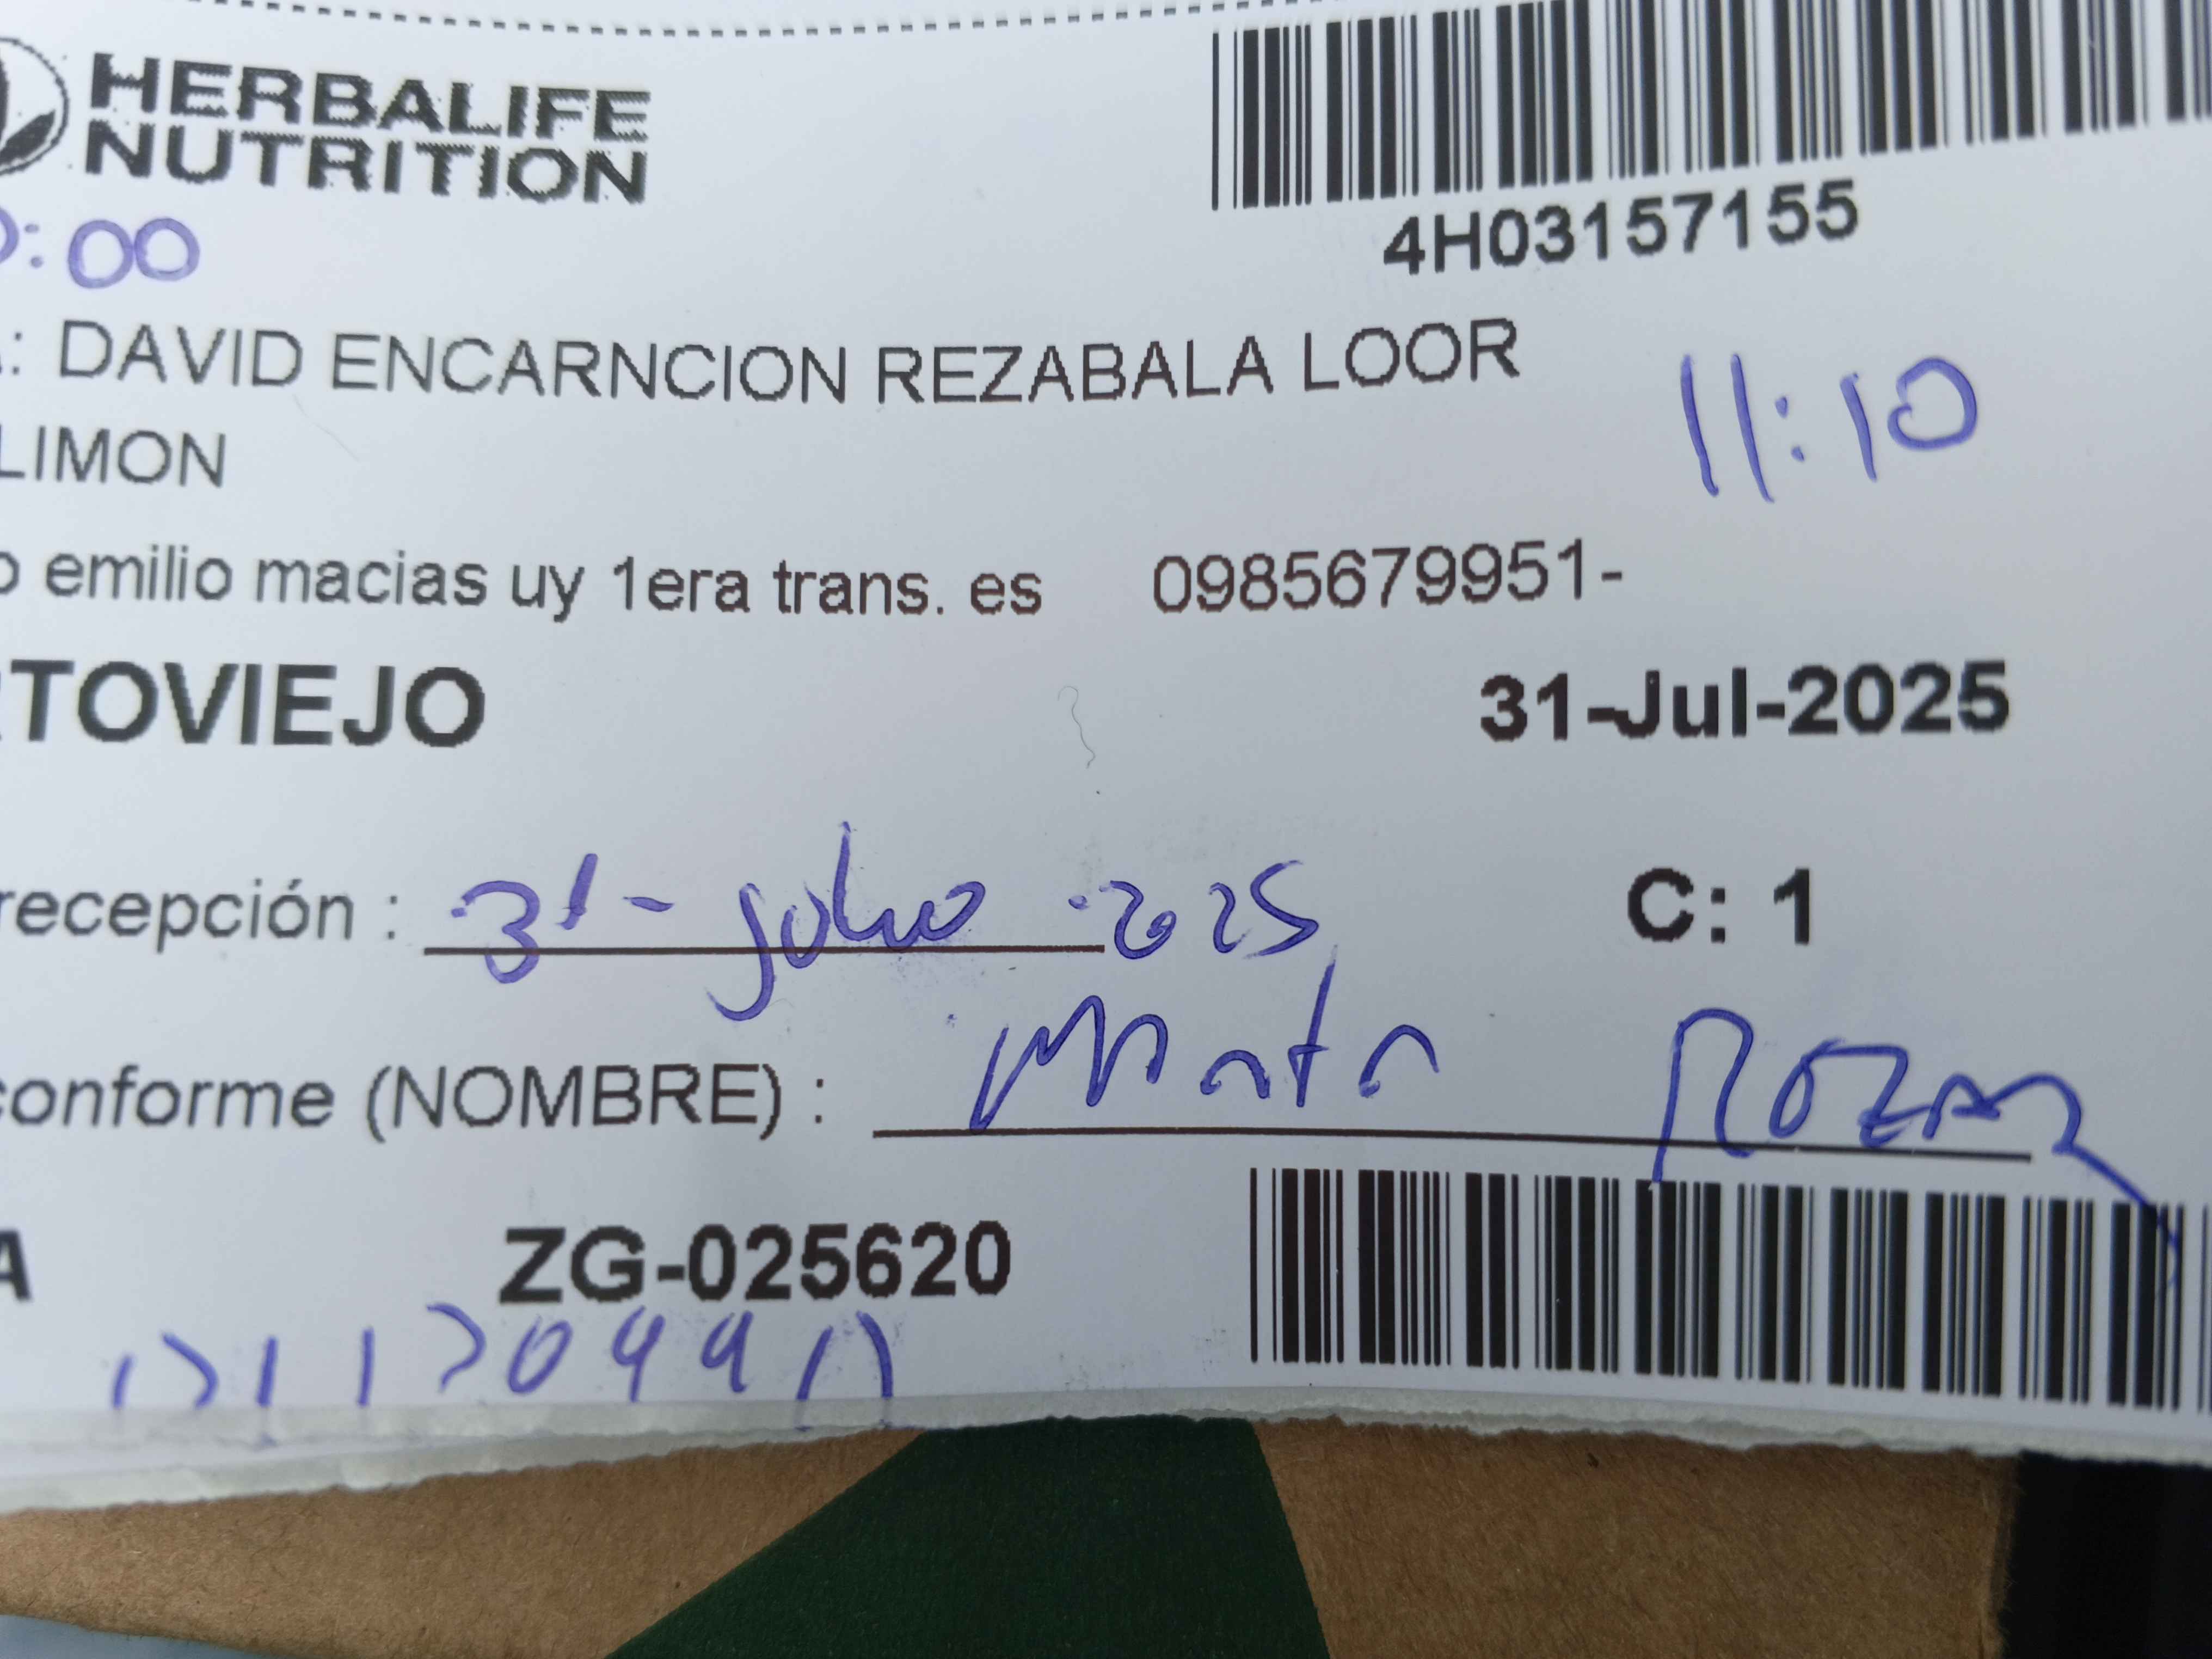 HERBALIFE
NUTRITION
:00
4H03157155
: DAVID ENCARNCION REZABALA LOOR
11:10
LIMON
o emilio macias uy 1era trans. es 0985679951-
TOVIEJO 31-Jul-2025
recepción : 31-Julio-2025 C: 1
conforme (NOMBRE) :
A ZG-025620